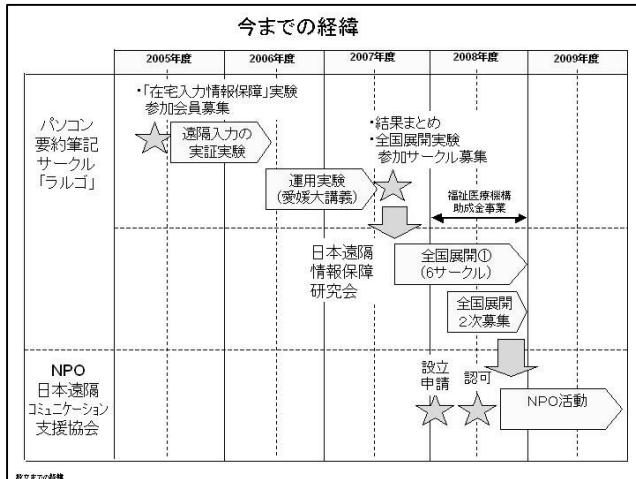 今までの経緯
2005年度
2006年度
2007年度
2008年度
2009年度
パソコン
要約筆記
サークル
「ラルゴ」
・「在宅入力情報保障」実験
参加会員募集
遠隔入力の
実証実験
運用実験
(愛媛大講義)
・結果まとめ
・全国展開実験
参加サークル募集
福祉医療機構
助成金事業
日本遠隔
情報保障
研究会
全国展開①
(6サークル)
全国展開
2次募集
NPO
日本遠隔
コミュニケーション
支援協会
設立
申請
認可
NPO活動
設立までの経緯